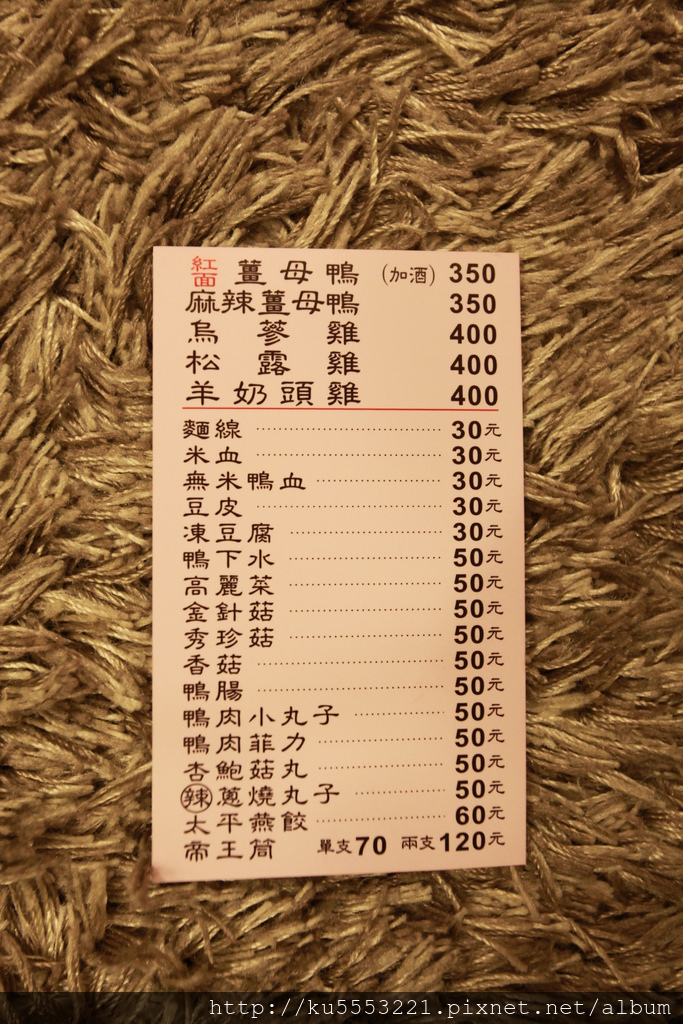 紅面 薑母鴨 (加酒) 350
麻辣薑母鴨 350
烏蔘雞 400
松露雞 400
羊奶頭雞 400
麵線 30元
米血 30元
無米鴨血 30元
豆皮 30元
凍豆腐 30元
鴨下水 50元
高麗菜 50元
金針菇 50元
秀珍菇 50元
香菇 50元
鴨腸 50元
鴨肉小丸子 50元
鴨肉菲力 50元
杏鮑菇丸 50元
辣蔥燒丸子 50元
太平燕餃 60元
帝王筒 單支70 兩支120元
http://ku5553221.pixnet.net/album